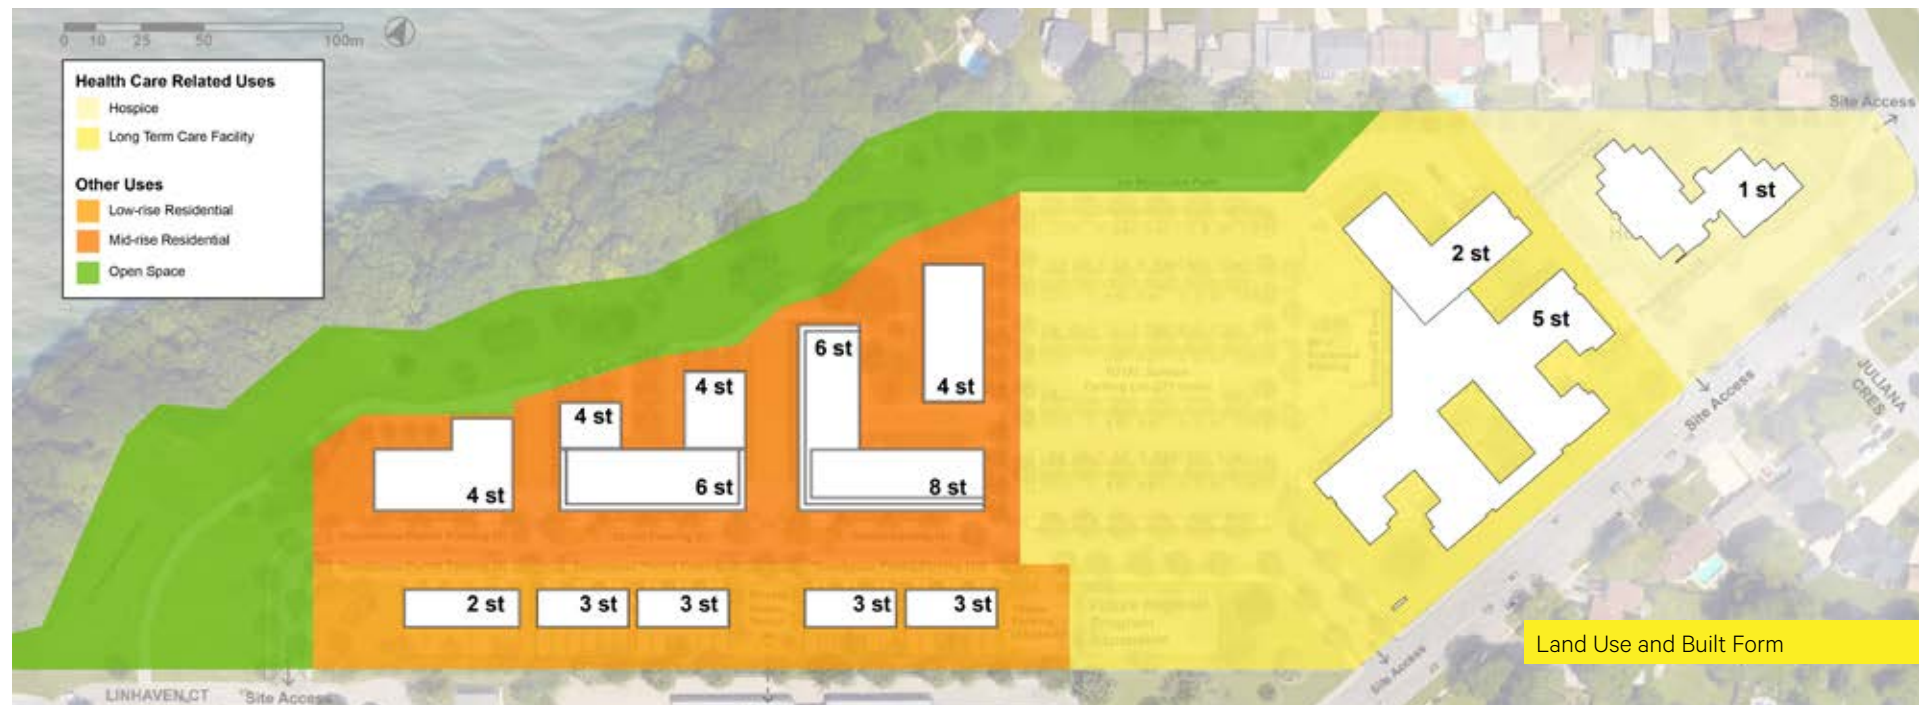 0 10 25 50 100m
Health Care Related Uses
Hospice
Long Term Care Facility
Other Uses
Low-rise Residential
Mid-rise Residential
Open Space
Site Access
1 st
2 st
5 st
6 st
4 st
4 st
4 st
4 st
6 st
8 st
2 st
3 st
3 st
3 st
3 st
Site Access
JULIANA
CRES
Site Access
LINHAVEN CT
Site Access
Land Use and Built Form